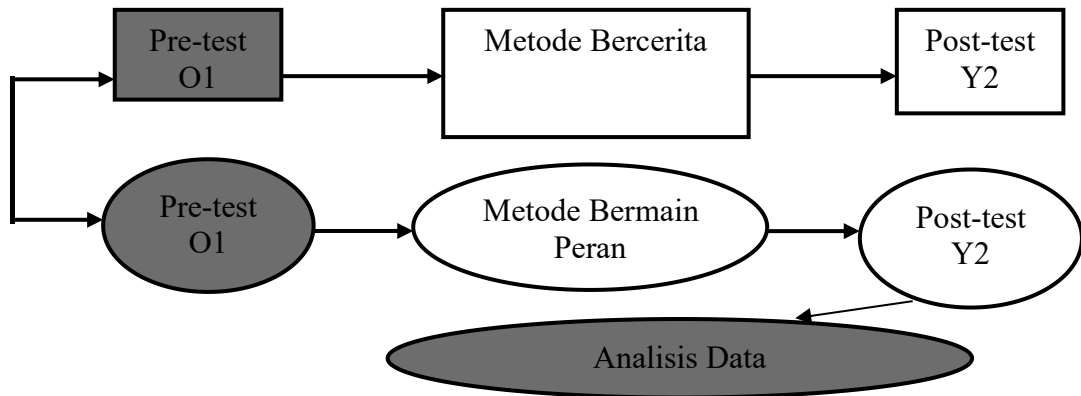 Pre-test
O1
Metode Bercerita
Post-test
Y2
Pre-test
O1
Metode Bermain
Peran
Post-test
Y2
Analisis Data